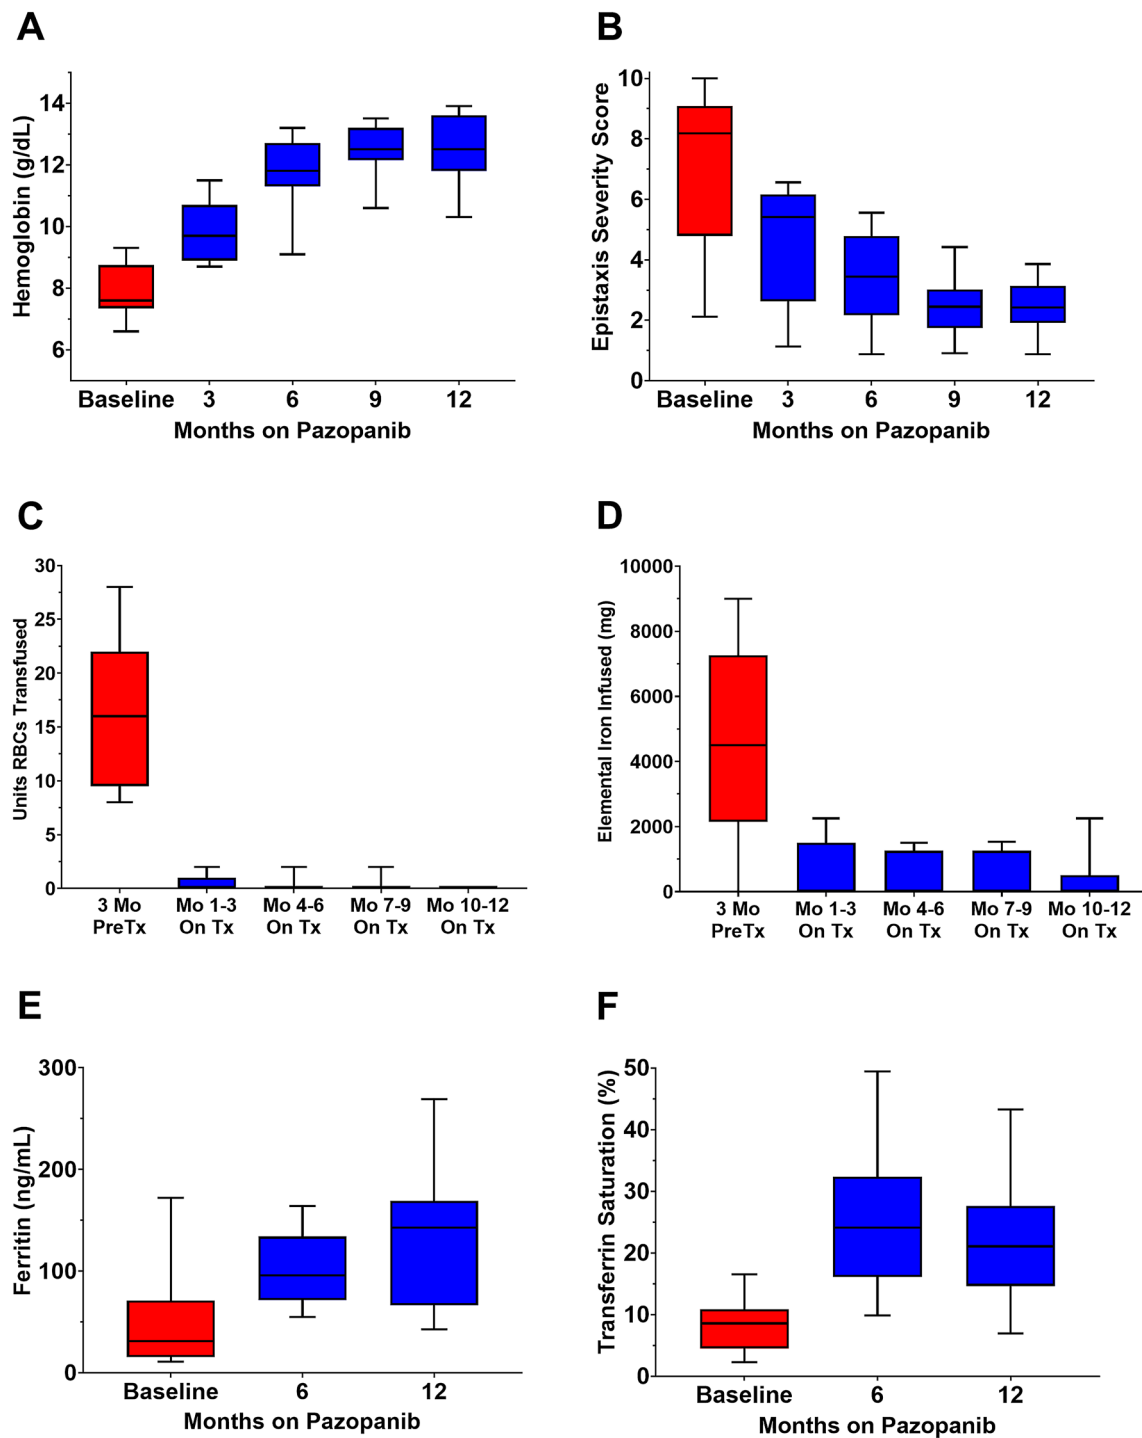 A
Hemoglobin (g/dL)
14
12
10
8
6
Baseline 3 6 9 12
Months on Pazopanib
B
Epistaxis Severity Score
10
8
6
4
2
0
Baseline 3 6 9 12
Months on Pazopanib
C
Units RBCs Transfused
30
25
20
15
10
5
0
3 Mo Mo 1-3 Mo 4-6 Mo 7-9 Mo 10-12
PreTx On Tx On Tx On Tx On Tx
D
Elemental Iron Infused (mg)
10000
8000
6000
4000
2000
0
3 Mo Mo 1-3 Mo 4-6 Mo 7-9 Mo 10-12
PreTx On Tx On Tx On Tx On Tx
E
Ferritin (ng/mL)
300
200
100
0
Baseline 6 12
Months on Pazopanib
F
Transferrin Saturation (%)
50
40
30
20
10
0
Baseline 6 12
Months on Pazopanib